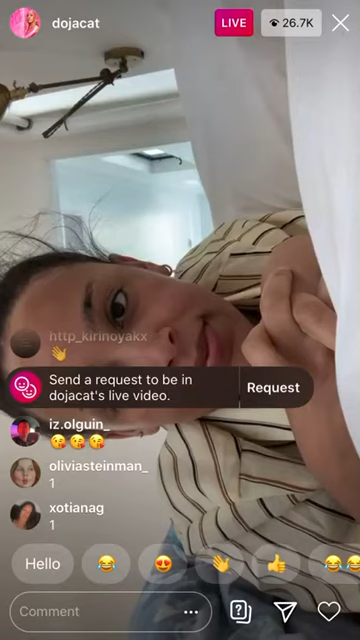 dojacat
LIVE
26.7K
http_kirinoyakx
👋
Send a request to be in
dojacat's live video.
Request
iz.olguin_
😘😘😘
oliviasteinman_
1
xotianag
1
Hello
😂
😍
👋
👍
😂😂
Comment